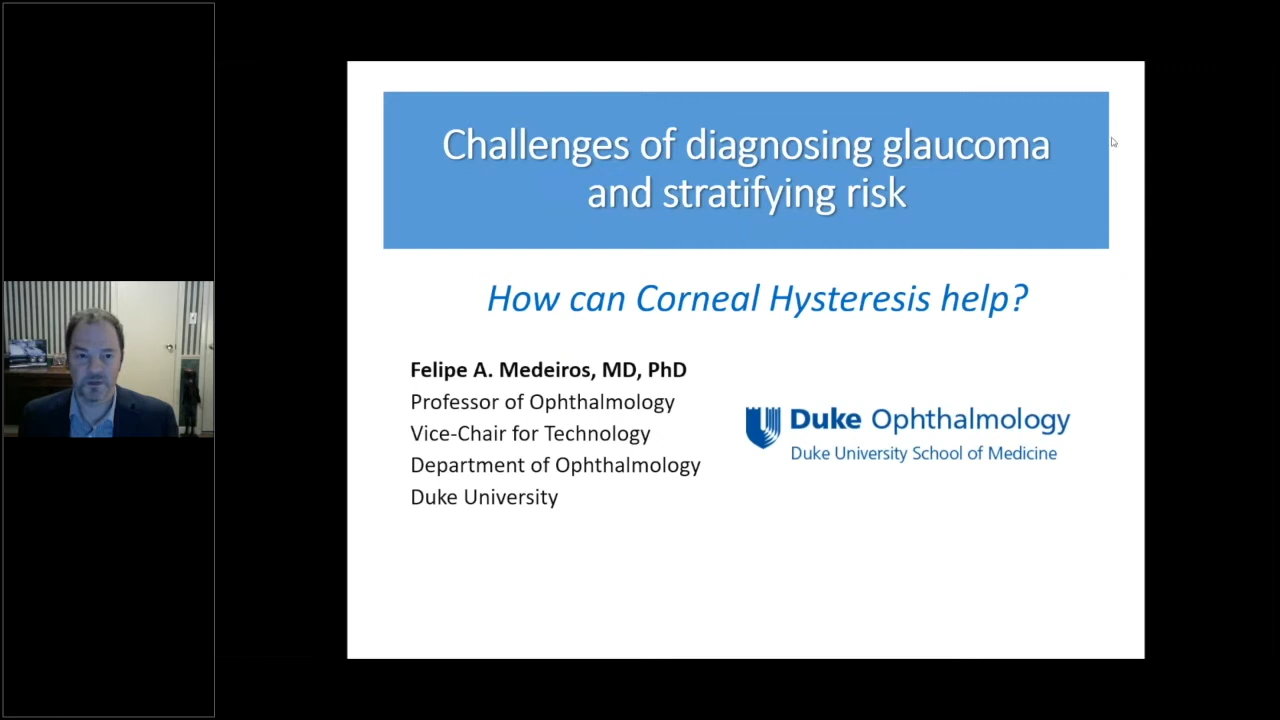 Challenges of diagnosing glaucoma
and stratifying risk
How can Corneal Hysteresis help?
Felipe A. Medeiros, MD, PhD
Professor of Ophthalmology
Vice-Chair for Technology
Department of Ophthalmology
Duke University
Duke Ophthalmology
Duke University School of Medicine